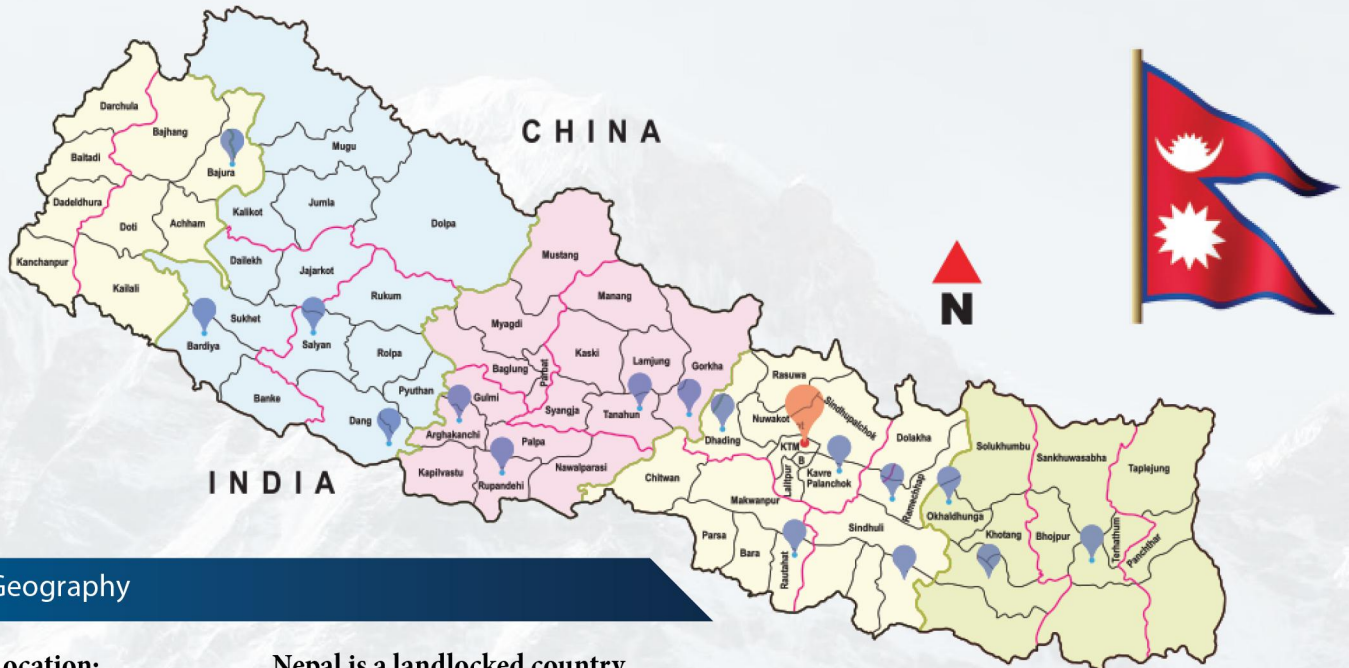 CHINA
INDIA
N
Darchula
Bajhang
Baitadi
Bajura
Dadeldhura
Doti
Achham
Kanchanpur
Kailali
Mugu
Jumla
Kalikot
Dolpa
Dailekh
Jajarkot
Rukum
Sukhet
Bardiya
Salyan
Rolpa
Banke
Pyuthan
Dang
Mustang
Manang
Myagdi
Kaski
Lamjung
Gorkha
Baglung
Parbat
Gulmi
Syangja
Tanahun
Arghakanchi
Palpa
Kapilvastu
Rupandehi
Nawalparasi
Rasuwa
Nuwakot
Sindhupalchok
Dhading
KTM
B
Lalitpur
Kavre
Palanchok
Dolakha
Ramechhap
Chitwan
Makwanpur
Sindhuli
Parsa
Bara
Rautahat
Solukhumbu
Sankhuwasabha
Taplejung
Okhaldhunga
Khotang
Bhojpur
Terhathum
Panchthar
Geography
ocation: Nepal is a landlocked country